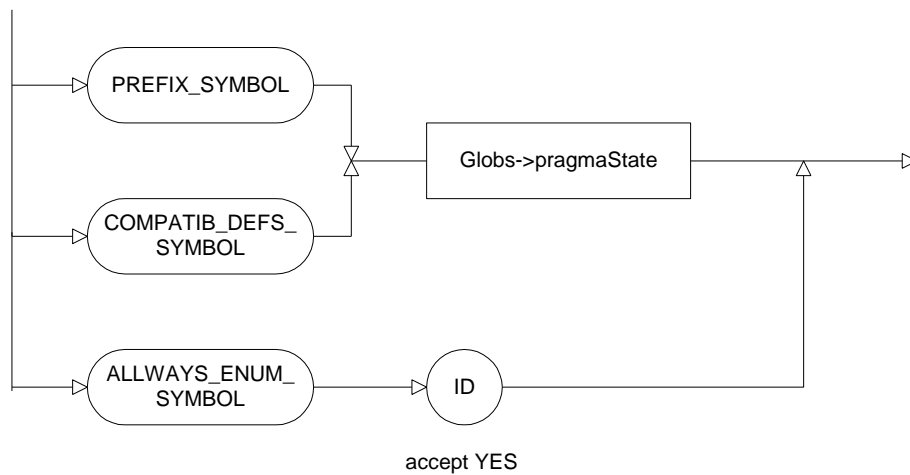 PREFIX_SYMBOL
Globs->pragmaState
COMPATIB_DEFS_
SYMBOL
ALLWAYS_ENUM_
SYMBOL
ID
accept YES